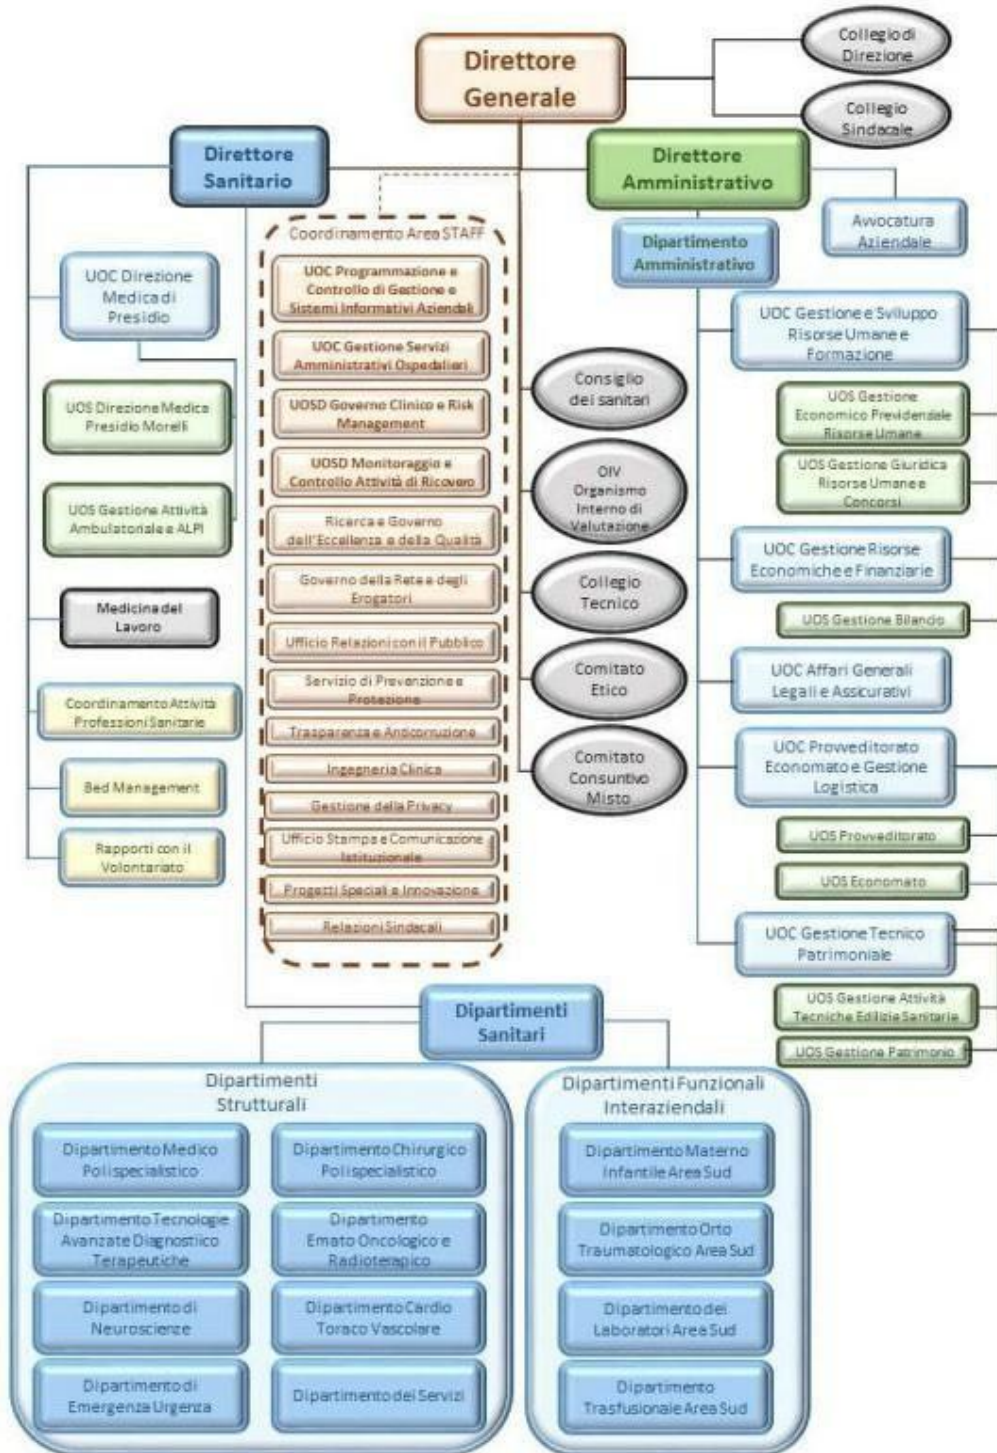 Direttore
Generale
Collegio di
Direzione
Collegio
Sindacale
Direttore
Sanitario
Direttore
Amministrativo
Avvocatura
Aziendale
Dipartimento
Amministrativo
UOC Direzione
Medica di
Presidio
UOS Direzione Medica
Presidio Morelli
UOS Gestione Attività
Ambulatoriale e ALPI
Medicina del
Lavoro
Coordinamento Attività
Professioni Sanitarie
Bed Management
Rapporti con il
Volontariato
Coordinamento Area STAFF
UOC Programmazione e
Controllo di Gestione e
Sistemi Informativi Aziendali
UOC Gestione Servizi
Amministrativi Ospedalieri
UOSD Governo Clinico e Risk
Management
UOSD Monitoraggio e
Controllo Attività di Ricovero
Ricerca e Governo
dell'Eccellenza e della Qualità
Governo della Rete e degli
Erogatori
Ufficio Relazioni con il Pubblico
Servizio di Prevenzione e
Protezione
Trasparenza e Anticorruzione
Ingegneria Clinica
Gestione della Privacy
Ufficio Stampa e Comunicazione
Istituzionale
Progetti Speciali e Innovazione
Relazioni Sindacali
Consiglio
dei sanitari
OIV
Organismo
Interno di
Valutazione
Collegio
Tecnico
Comitato
Etico
Comitato
Consuntivo
Misto
UOC Gestione e Sviluppo
Risorse Umane e
Formazione
UOS Gestione
Economico Previdenziale
Risorse Umane
UOS Gestione Giuridica
Risorse Umane e
Concorsi
UOC Gestione Risorse
Economiche e Finanziarie
UOS Gestione Bilancio
UOC Affari Generali
Legali e Assicurativi
UOC Provveditorato
Economato e Gestione
Logistica
UOS Provveditorato
UOS Economato
UOC Gestione Tecnico
Patrimoniale
UOS Gestione Attività
Tecniche Edilizie Sanitarie
UOS Gestione Patrimonio
Dipartimenti
Sanitari
Dipartimenti
Strutturali
Dipartimento Medico
Polispecialistico
Dipartimento Chirurgico
Polispecialistico
Dipartimento Tecnologie
Avanzate Diagnostico
Terapeutiche
Dipartimento
Emato Oncologico e
Radioterapico
Dipartimento di
Neuroscienze
Dipartimento Cardio
Toraco Vascolare
Dipartimento di
Emergenza Urgenza
Dipartimento dei Servizi
Dipartimenti Funzionali
Interaziendali
Dipartimento Materno
Infantile Area Sud
Dipartimento Orto
Traumatologico Area Sud
Dipartimento dei
Laboratori Area Sud
Dipartimento
Trasfusionale Area Sud